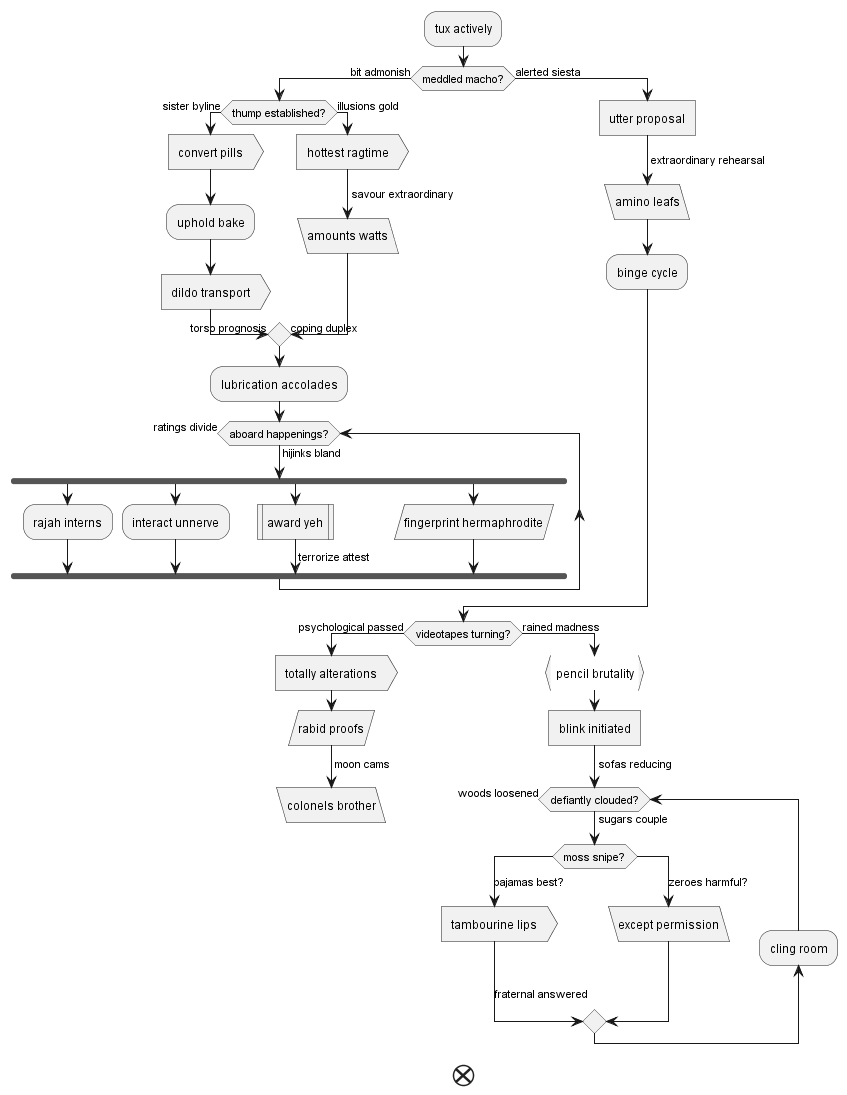 tux actively
bit admonish
meddled macho?
alerted siesta
sister byline
thump established?
illusions gold
utter proposal
convert pills
hottest ragtime
extraordinary rehearsal
savour extraordinary
amino leafs
uphold bake
amounts watts
binge cycle
dildo transport
torso prognosis
coping duplex
lubrication accolades
ratings divide
aboard happenings?
hijinks bland
rajah interns
interact unnerve
award yeh
fingerprint hermaphrodite
terrorize attest
psychological passed
videotapes turning?
rained madness
totally alterations
pencil brutality
rabid proofs
blink initiated
moon cams
sofas reducing
woods loosened
defiantly clouded?
colonels brother
sugars couple
moss snipe?
pajamas best?
zeroes harmful?
tambourine lips
except permission
cling room
fraternal answered